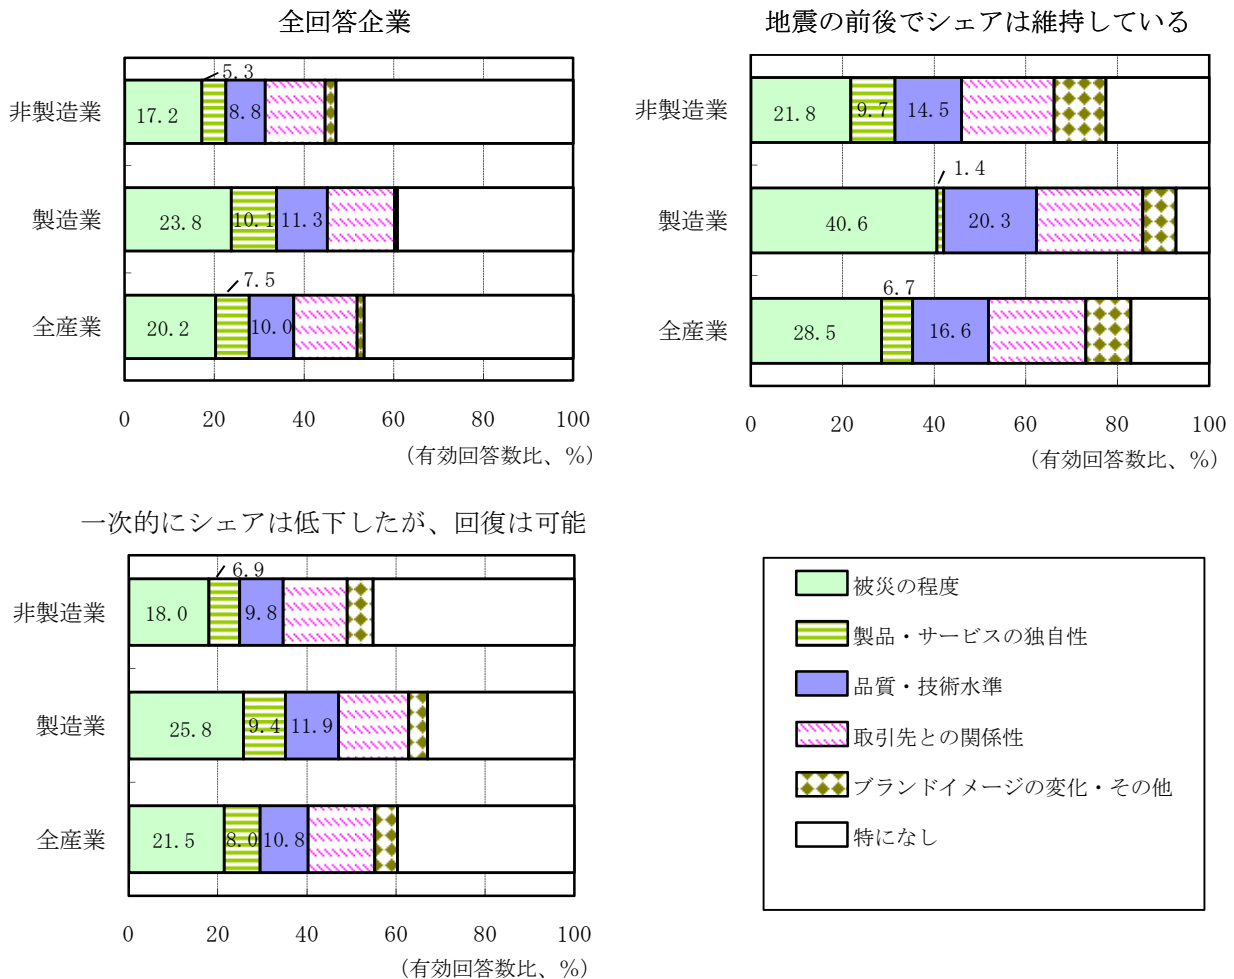 全回答企業
5.3
非製造業
17.2
8.8
製造業
23.8
10.1
11.3
7.5
全産業
20.2
10.0
0
20
40
60
80
100
(有効回答数比、%)
地震の前後でシェアは維持している
非製造業
21.8
9.7
14.5
1.4
製造業
40.6
20.3
6.7
全産業
28.5
16.6
0
20
40
60
80
100
(有効回答数比、%)
一次的にシェアは低下したが、回復は可能
6.9
非製造業
18.0
9.8
製造業
25.8
9.4
11.9
全産業
21.5
8.0
10.8
0
20
40
60
80
100
(有効回答数比、%)
被災の程度
製品・サービスの独自性
品質・技術水準
取引先との関係性
ブランドイメージの変化・その他
特になし